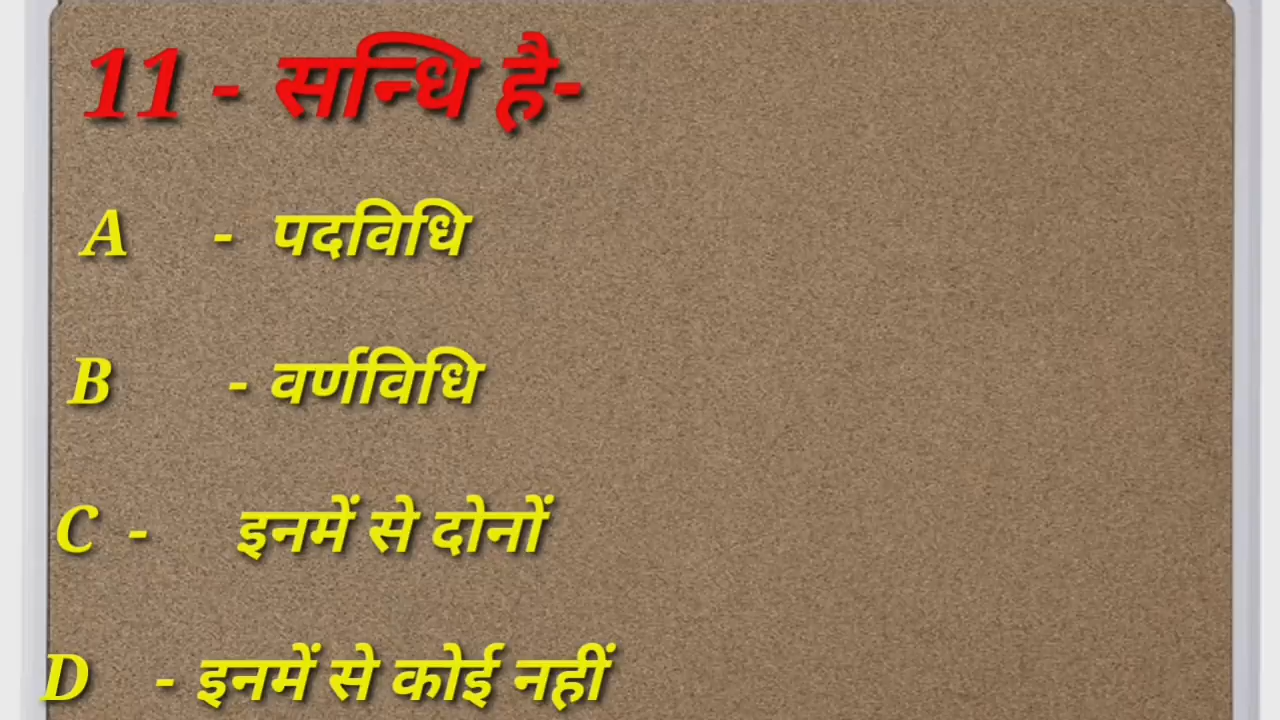 11 - सन्धि है-
A - पदविधि
B - वर्णविधि
C - इनमें से दोनों
D - इनमें से कोई नहीं